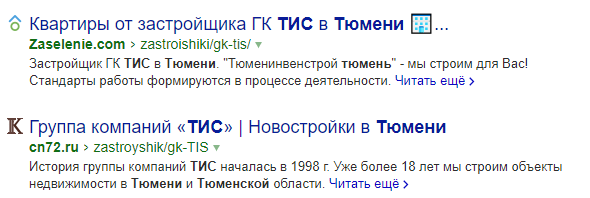 Квартиры от застройщика ГК ТИС в Тюмени 🏢...
Zaselenie.com › zastroishiki/gk-tis/
Застройщик ГК ТИС в Тюмени. "Тюменинвенстрой тюмень" - мы строим для Вас!
Стандарты работы формируются в процессе деятельности. Читать ещё ›
К Группа компаний «ТИС» | Новостройки в Тюмени
cn72.ru › zastroyshik/gk-TIS
История группы компаний ТИС началась в 1998 г. Уже более 18 лет мы строим объекты
недвижимости в Тюмени и Тюменской области. Читать ещё ›